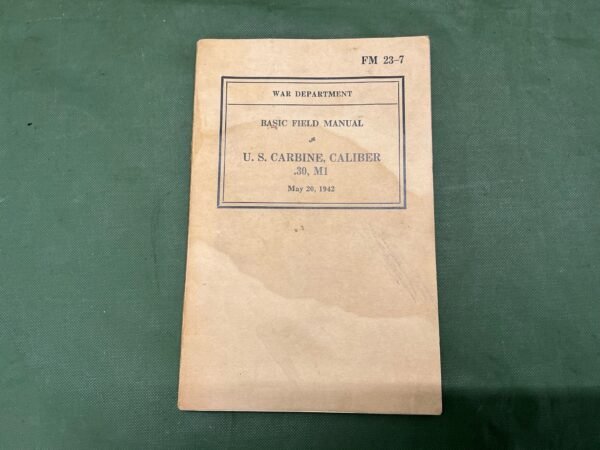 FM 23-7
WAR DEPARTMENT
BASIC FIELD MANUAL
U. S. CARBINE, CALIBER
.30, M1
May 20, 1942